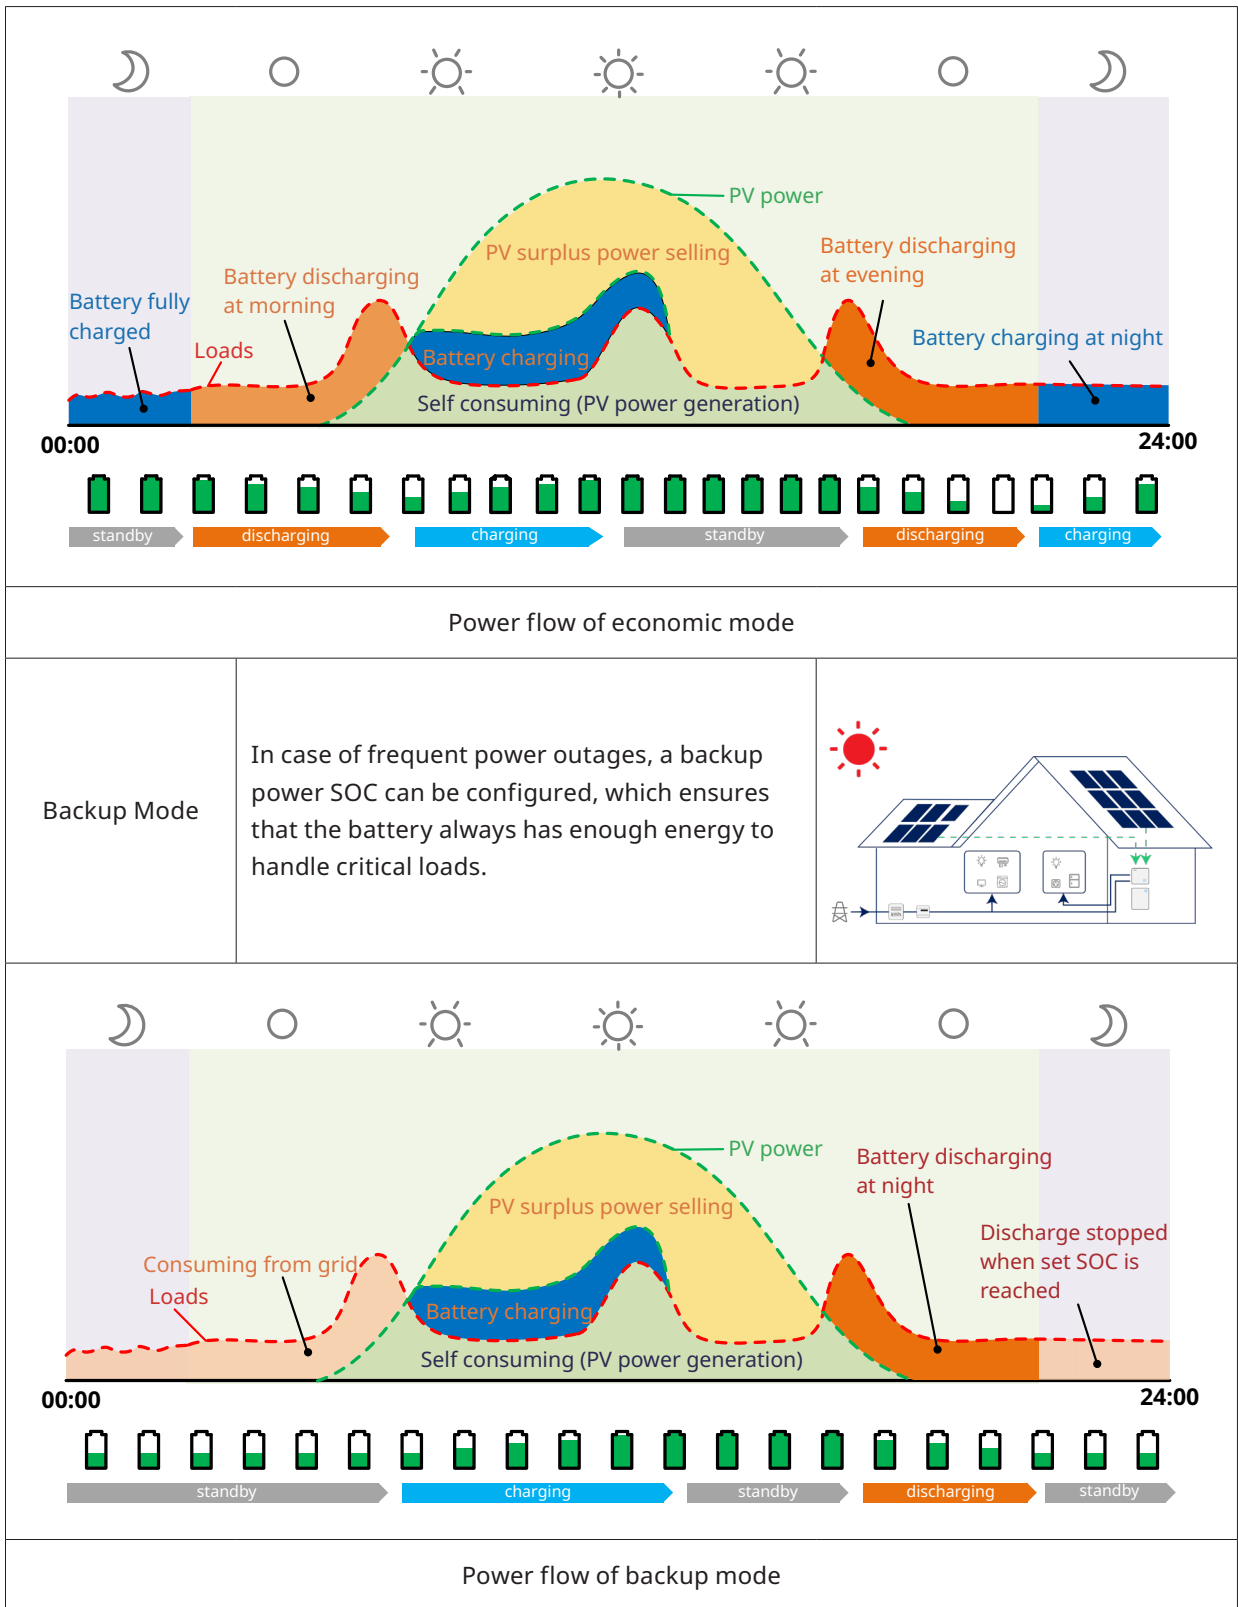 PV power
PV surplus power selling
Battery discharging
at evening
Battery discharging
at morning
Battery fully
charged
Loads
Battery charging at night
Battery charging
Self consuming (PV power generation)
00:00
24:00
standby
discharging
charging
standby
discharging
charging
Power flow of economic mode
Backup Mode
In case of frequent power outages, a backup
power SOC can be configured, which ensures
that the battery always has enough energy to
handle critical loads.
PV power
Battery discharging
at night
PV surplus power selling
Discharge stopped
when set SOC is
reached
Consuming from grid
Loads
Battery charging
Self consuming (PV power generation)
00:00
24:00
standby
charging
standby
discharging
standby
Power flow of backup mode